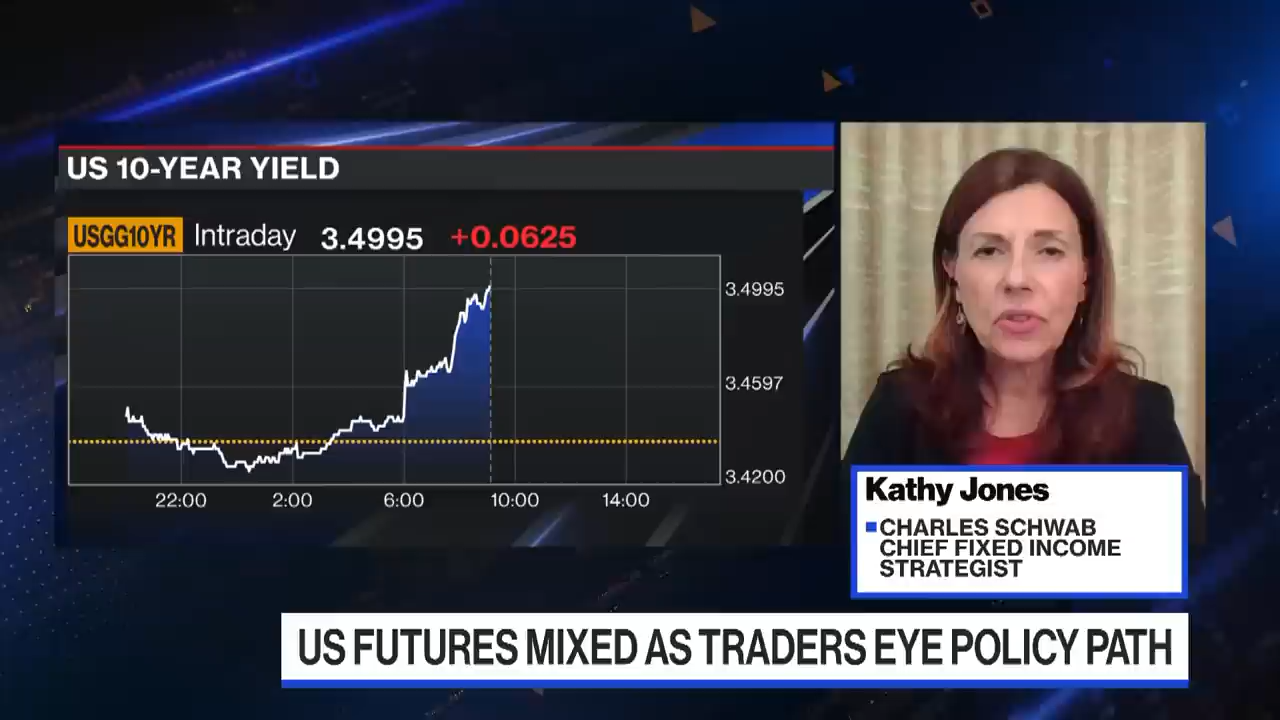 US 10-YEAR YIELD
USGG10YR Intraday 3.4995 +0.0625
3.4995
3.4597
3.4200
22:00 2:00 6:00 10:00 14:00
Kathy Jones
CHARLES SCHWAB
CHIEF FIXED INCOME
STRATEGIST
US FUTURES MIXED AS TRADERS EYE POLICY PATH